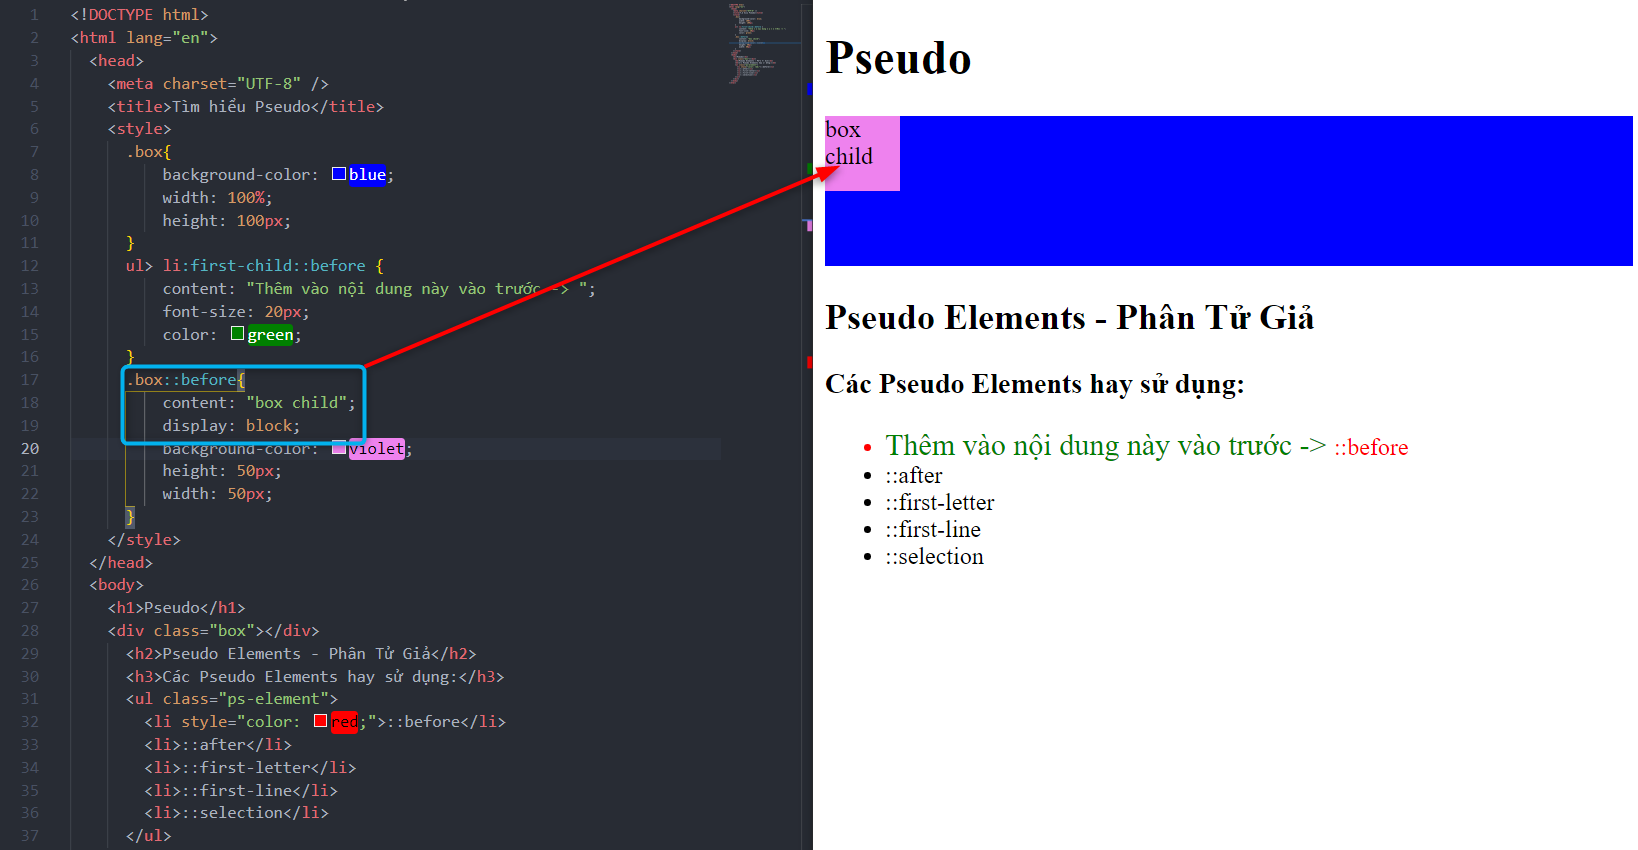 1 <!DOCTYPE html>
2 <html lang="en">
3 <head>
4 <meta charset="UTF-8" />
5 <title>Tìm hiểu Pseudo</title>
6 <style>
7 .box{
8 background-color: blue;
9 width: 100%;
10 height: 100px;
11 }
12 ul> li:first-child::before {
13 content: "Thêm vào nội dung này vào trước -> ";
14 font-size: 20px;
15 color: green;
16 }
17 .box::before{
18 content: "box child";
19 display: block;
20 background-color: violet;
21 height: 50px;
22 width: 50px;
23 }
24 </style>
25 </head>
26 <body>
27 <h1>Pseudo</h1>
28 <div class="box"></div>
29 <h2>Pseudo Elements - Phân Tử Giả</h2>
30 <h3>Các Pseudo Elements hay sử dụng:</h3>
31 <ul class="ps-element">
32 <li style="color: red;">::before</li>
33 <li>::after</li>
34 <li>::first-letter</li>
35 <li>::first-line</li>
36 <li>::selection</li>
37 </ul>
Pseudo
box
child
Pseudo Elements - Phân Tử Giả
Các Pseudo Elements hay sử dụng:
• Thêm vào nội dung này vào trước -> ::before
• ::after
• ::first-letter
• ::first-line
• ::selection